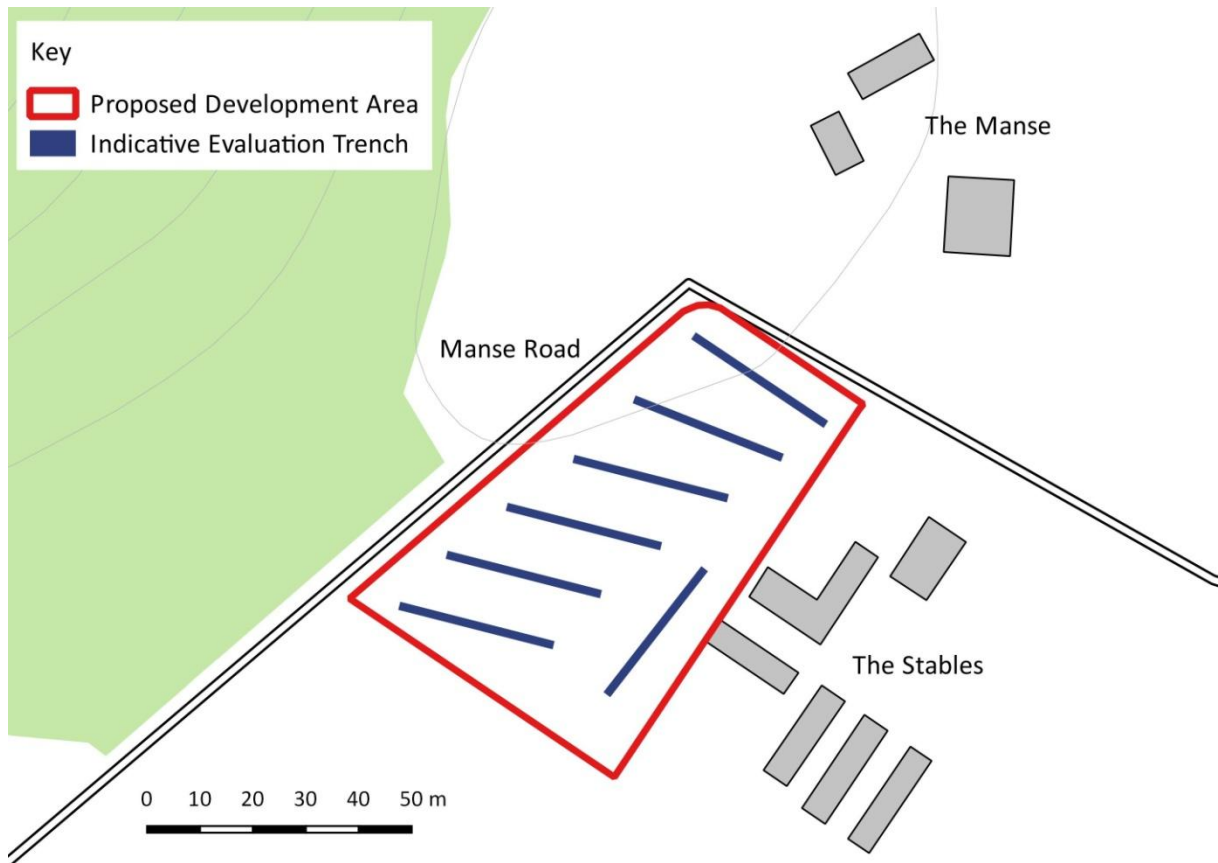 Key
Proposed Development Area
Indicative Evaluation Trench
The Manse
Manse Road
The Stables
0 10 20 30 40 50 m